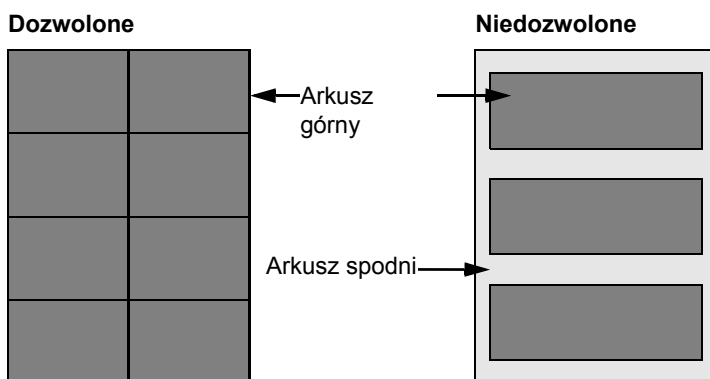 Dozwolone
Niedozwolone
Arkusz
górny
Arkusz spodni